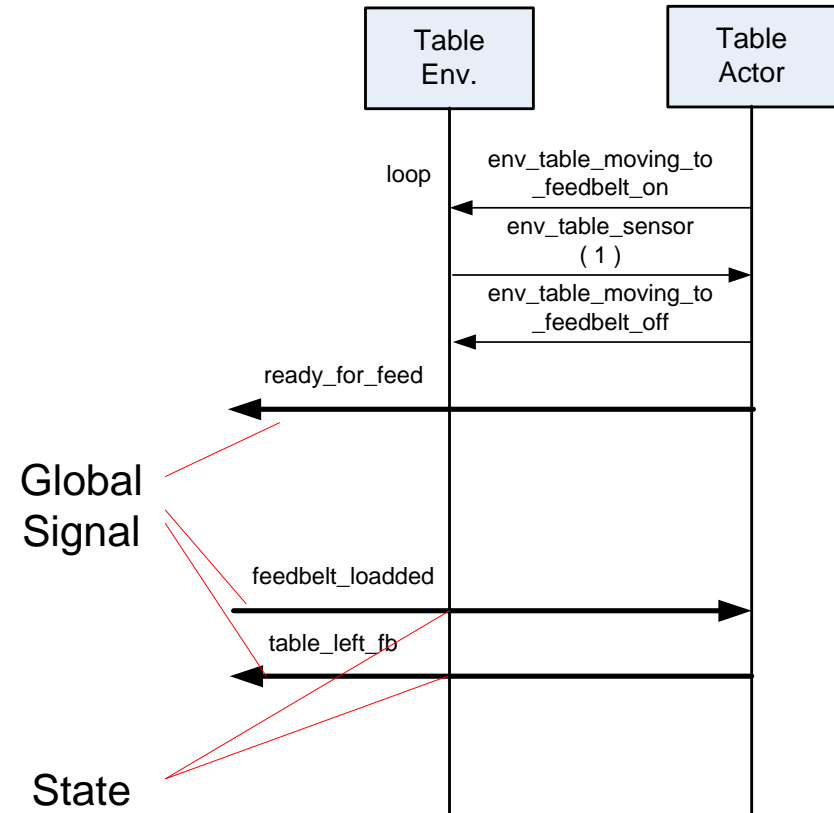 Table
Env.
Table
Actor
loop
env_table_moving_to
_feedbelt_on
env_table_sensor
( 1 )
env_table_moving_to
_feedbelt_off
ready_for_feed
Global
Signal
feedbelt_loadded
table_left_fb
State